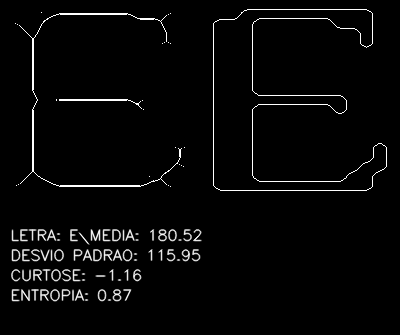 E E
LETRA: E\MEDIA: 180.52
DESVIO PADRAO: 115.95
CURTOSE: -1.16
ENTROPIA: 0.87